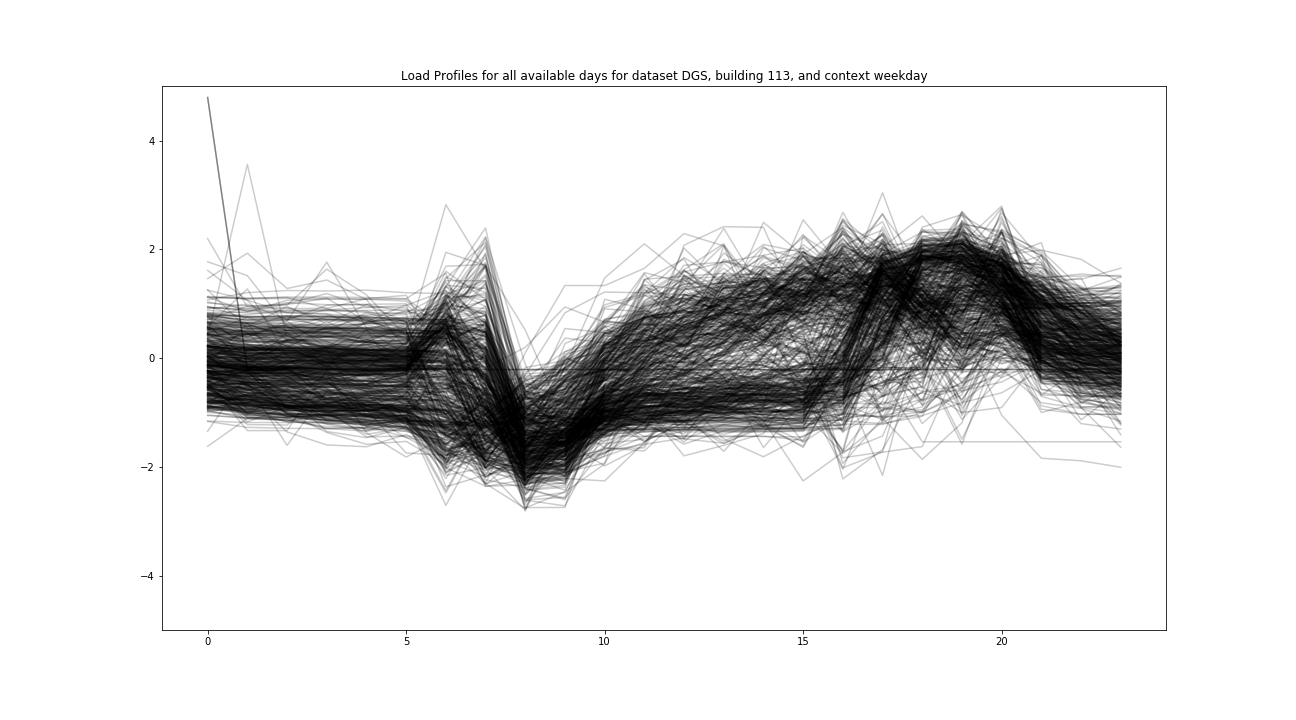 Load Profiles for all available days for dataset DGS, building 113, and context weekday
4
2
0
−2
−4
0 5 10 15 20